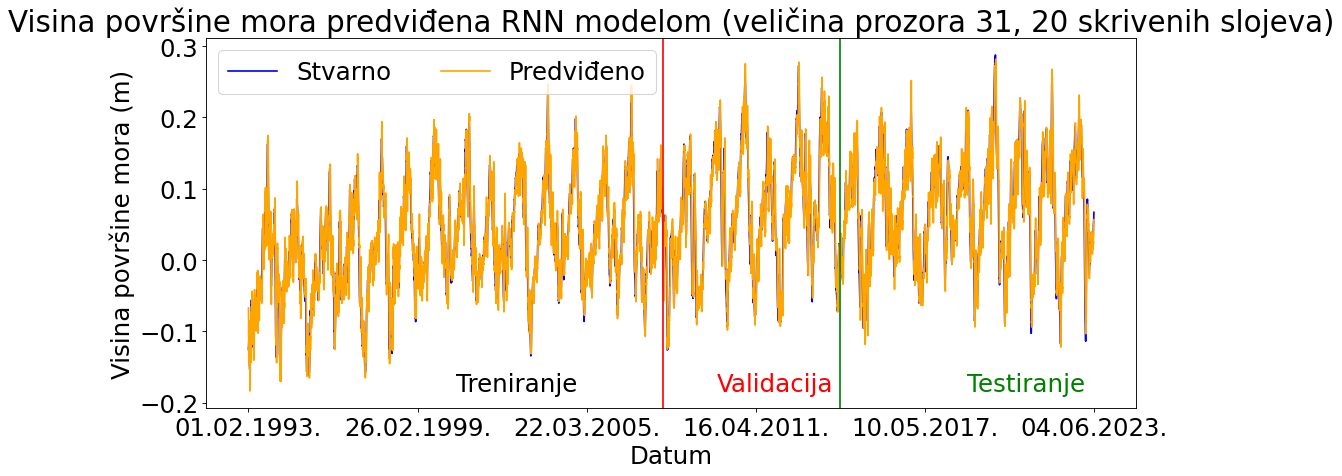 Visina površine mora predviđena RNN modelom (veličina prozora 31, 20 skrivenih slojeva)
Stvarno Predviđeno
Visina površine mora (m)
0.3
0.2
0.1
0.0
−0.1
−0.2
Treniranje Validacija Testiranje
01.02.1993. 26.02.1999. 22.03.2005. 16.04.2011. 10.05.2017. 04.06.2023.
Datum